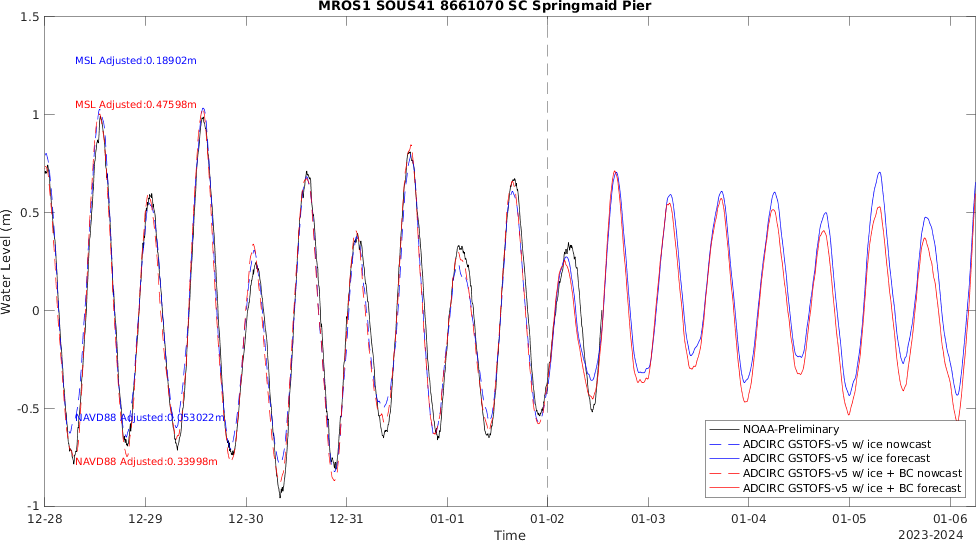 MROS1 SOUS41 8661070 SC Springmaid Pier
1.5
1
0.5
0
-0.5
-1
Water Level (m)
MSL Adjusted:0.18902m
MSL Adjusted:0.47598m
NAVD88 Adjusted:0.053022m
NAVD88 Adjusted:0.33998m
NOAA-Preliminary
ADCIRC GSTOFS-v5 w/ ice nowcast
ADCIRC GSTOFS-v5 w/ ice forecast
ADCIRC GSTOFS-v5 w/ ice + BC nowcast
ADCIRC GSTOFS-v5 w/ ice + BC forecast
12-28 12-29 12-30 12-31 01-01 01-02 01-03 01-04 01-05 01-06
Time
2023-2024